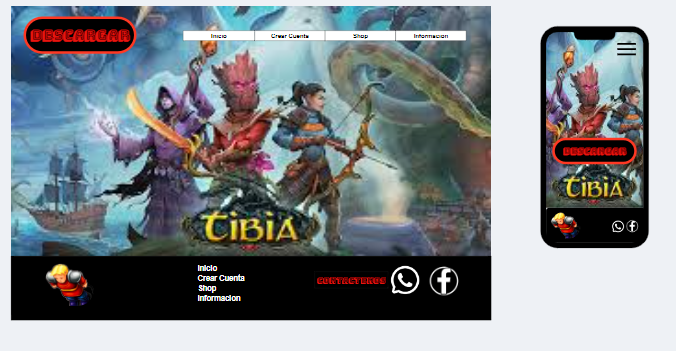 DESCARGAR
Inicio
Crear Cuenta
Shop
Informacion
TIBIA
Inicio
Crear Cuenta
Shop
Informacion
CONTACTENOS
DESCARGAR
TIBIA